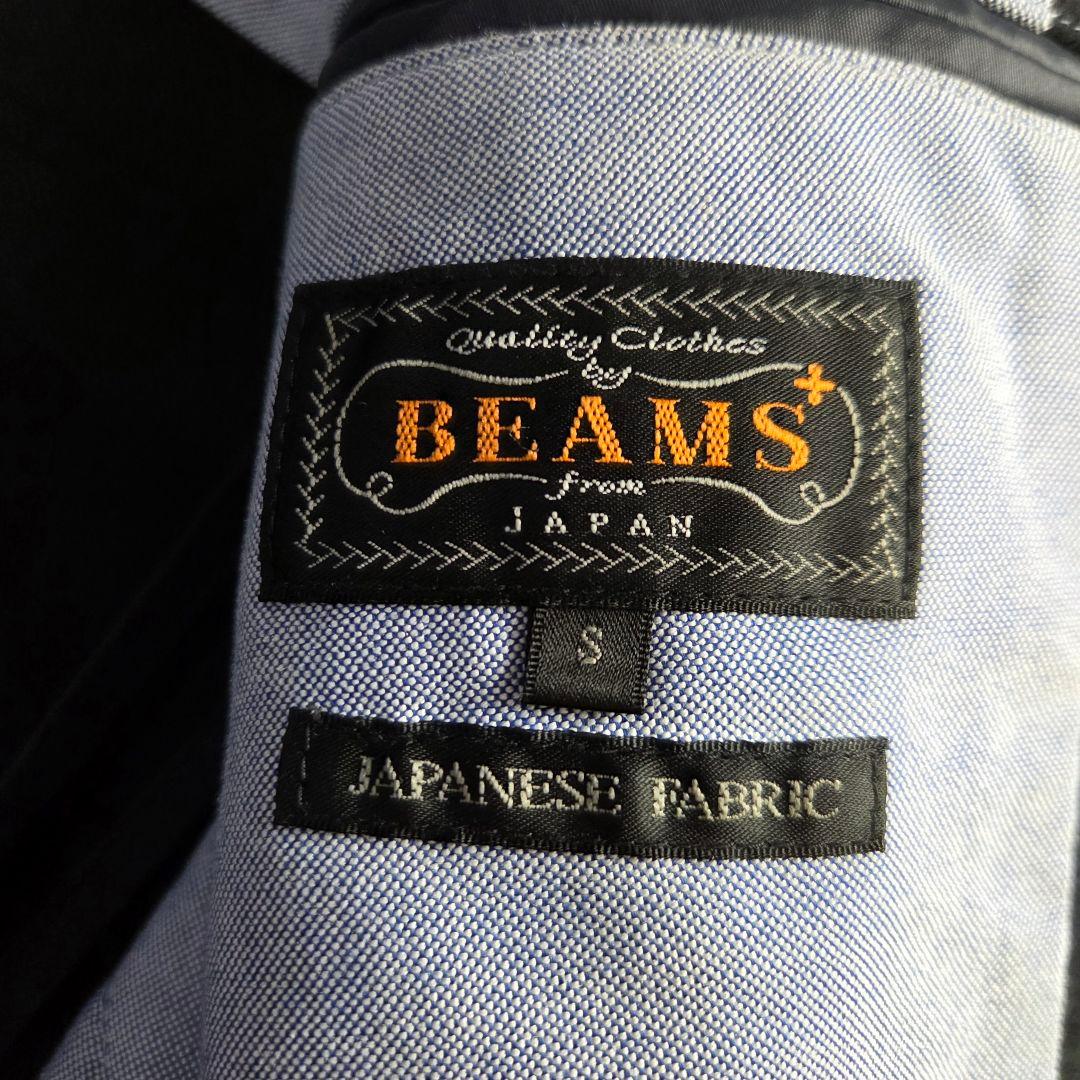 Quality Clothes
by
BEAMS+
from
JAPAN
S
JAPANESE FABRIC